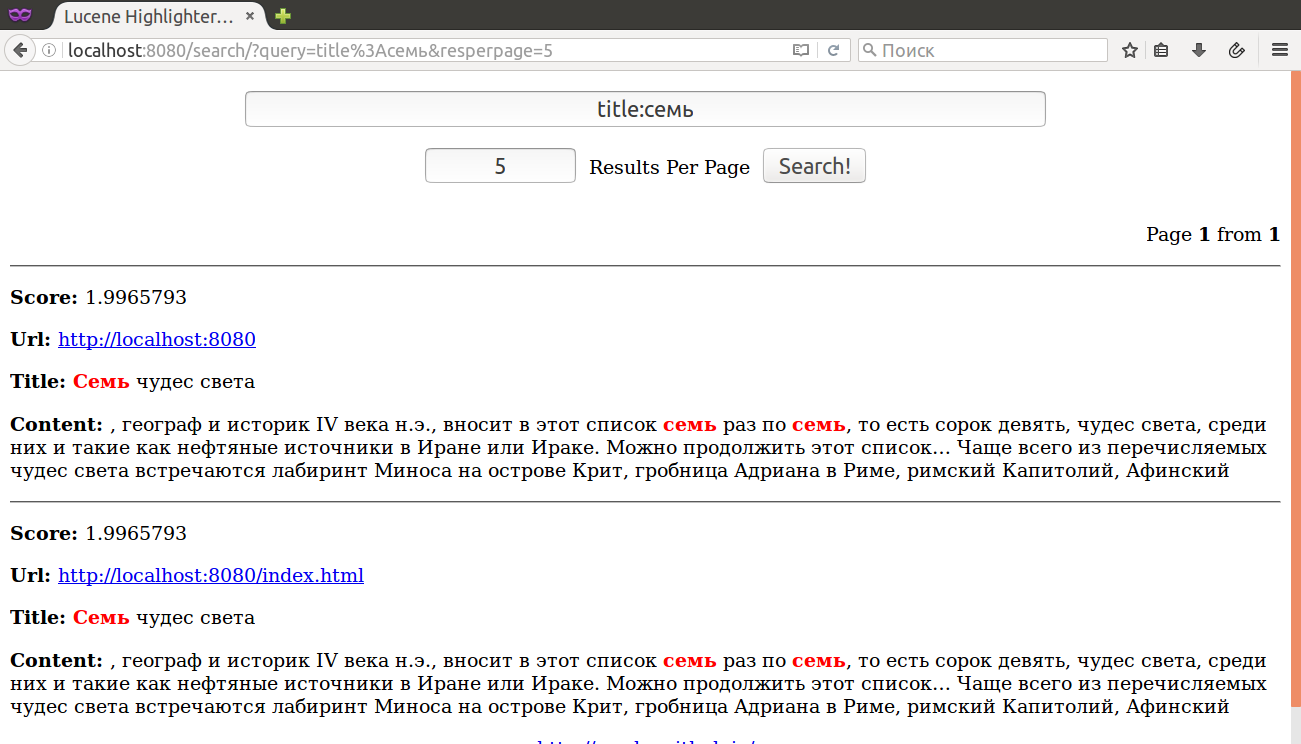 Lucene Highlighter...
localhost:8080/search/?query=title%3Aсемь&resperpage=5
Поиск
title:семь
5 Results Per Page Search!
Page 1 from 1
Score: 1.9965793
Url: http://localhost:8080
Title: Семь чудес света
Content: , географ и историк IV века н.э., вносит в этот список семь раз по семь, то есть сорок девять, чудес света, среди
них и такие как нефтяные источники в Иране или Ираке. Можно продолжить этот список... Чаще всего из перечисляемых
чудес света встречаются лабиринт Миноса на острове Крит, гробница Адриана в Риме, римский Капитолий, Афинский
Score: 1.9965793
Url: http://localhost:8080/index.html
Title: Семь чудес света
Content: , географ и историк IV века н.э., вносит в этот список семь раз по семь, то есть сорок девять, чудес света, среди
них и такие как нефтяные источники в Иране или Ираке. Можно продолжить этот список... Чаще всего из перечисляемых
чудес света встречаются лабиринт Миноса на острове Крит, гробница Адриана в Риме, римский Капитолий, Афинский